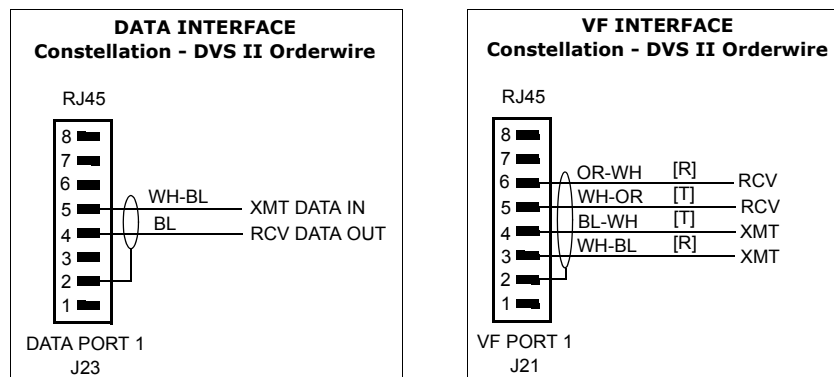 DATA INTERFACE
Constellation - DVS II Orderwire
RJ45
8
7
6
5 WH-BL XMT DATA IN
4 BL RCV DATA OUT
3
2
1
DATA PORT 1
J23
VF INTERFACE
Constellation - DVS II Orderwire
RJ45
8
7
6 OR-WH [R] RCV
5 WH-OR [T] RCV
4 BL-WH [T] XMT
3 WH-BL [R] XMT
2
1
VF PORT 1
J21